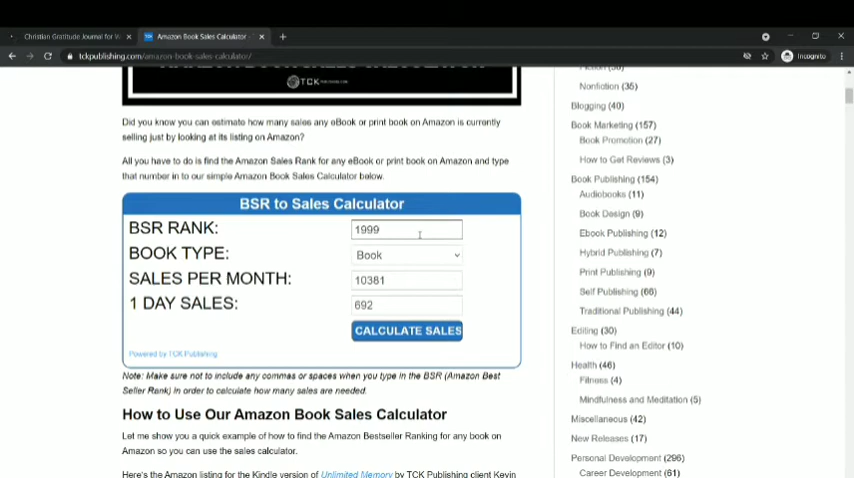 Christian Gratitude Journal for W
Amazon Book Sales Calculator -
Incognito
tckpublishing.com/amazon-book-sales-calculator/
TCK PUBLISHING.COM
Did you know you can estimate how many sales any eBook or print book on Amazon is currently
selling just by looking at its listing on Amazon?
All you have to do is find the Amazon Sales Rank for any eBook or print book on Amazon and type
that number in to our simple Amazon Book Sales Calculator below.
BSR to Sales Calculator
BSR RANK: 1999
BOOK TYPE: Book
SALES PER MONTH: 10381
1 DAY SALES: 692
CALCULATE SALES
Powered by TCK Publishing
Note: Make sure not to include any commas or spaces when you type in the BSR (Amazon Best
Seller Rank) in order to calculate how many sales are needed.
How to Use Our Amazon Book Sales Calculator
Let me show you a quick example of how to find the Amazon Bestseller Ranking for any book on
Amazon so you can use the sales calculator.
Here's the Amazon listing for the Kindle version of Unlimited Memory by TCK Publishing client Kevin
Nonfiction (35)
Blogging (40)
Book Marketing (157)
Book Promotion (27)
How to Get Reviews (3)
Book Publishing (154)
Audiobooks (11)
Book Design (9)
Ebook Publishing (12)
Hybrid Publishing (7)
Print Publishing (9)
Self Publishing (66)
Traditional Publishing (44)
Editing (30)
How to Find an Editor (10)
Health (46)
Fitness (4)
Mindfulness and Meditation (5)
Miscellaneous (42)
New Releases (17)
Personal Development (296)
Career Development (61)